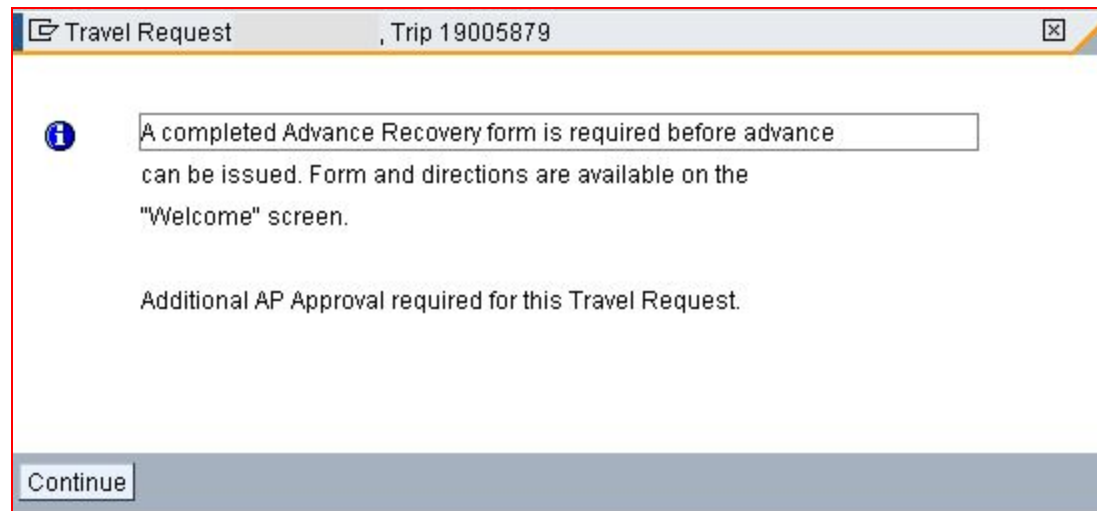 Travel Request , Trip 19005879
A completed Advance Recovery form is required before advance
can be issued. Form and directions are available on the
"Welcome" screen.
Additional AP Approval required for this Travel Request.
Continue